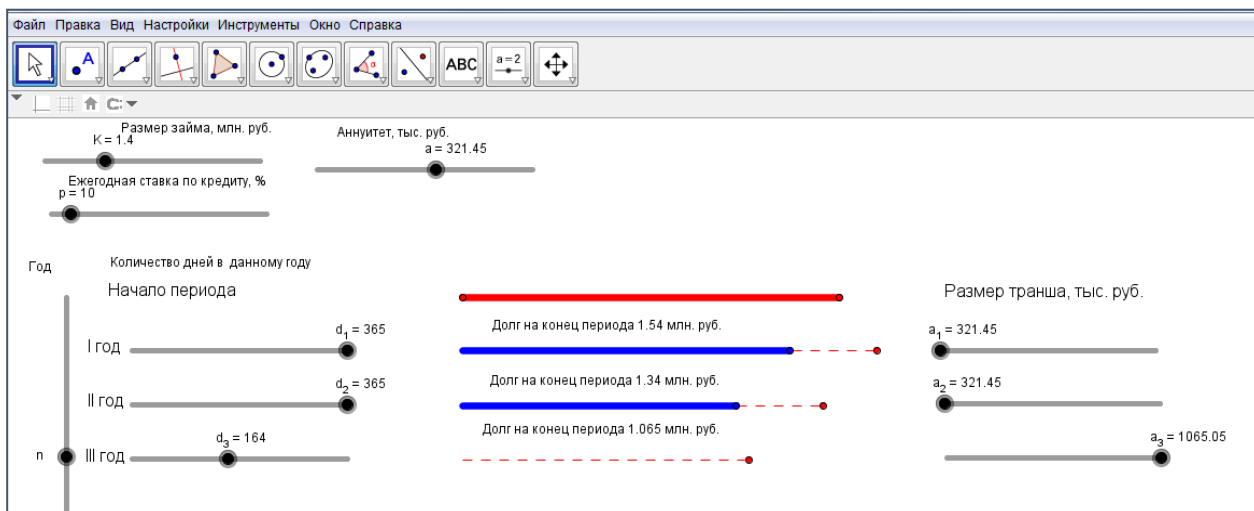 Файл Правка Вид Настройки Инструменты Окно Справка
A α ABC a = 2
Размер займа, млн. руб.
K = 1.4
Аннуитет, тыс. руб.
a = 321.45
Ежегодная ставка по кредиту, %
p = 10
Год
Количество дней в данному году
Начало периода
Размер транша, тыс. руб.
I год
d1 = 365
Долг на конец периода 1.54 млн. руб.
a1 = 321.45
II год
d2 = 365
Долг на конец периода 1.34 млн. руб.
a2 = 321.45
n
III год
d3 = 164
Долг на конец периода 1.065 млн. руб.
a3 = 1065.05